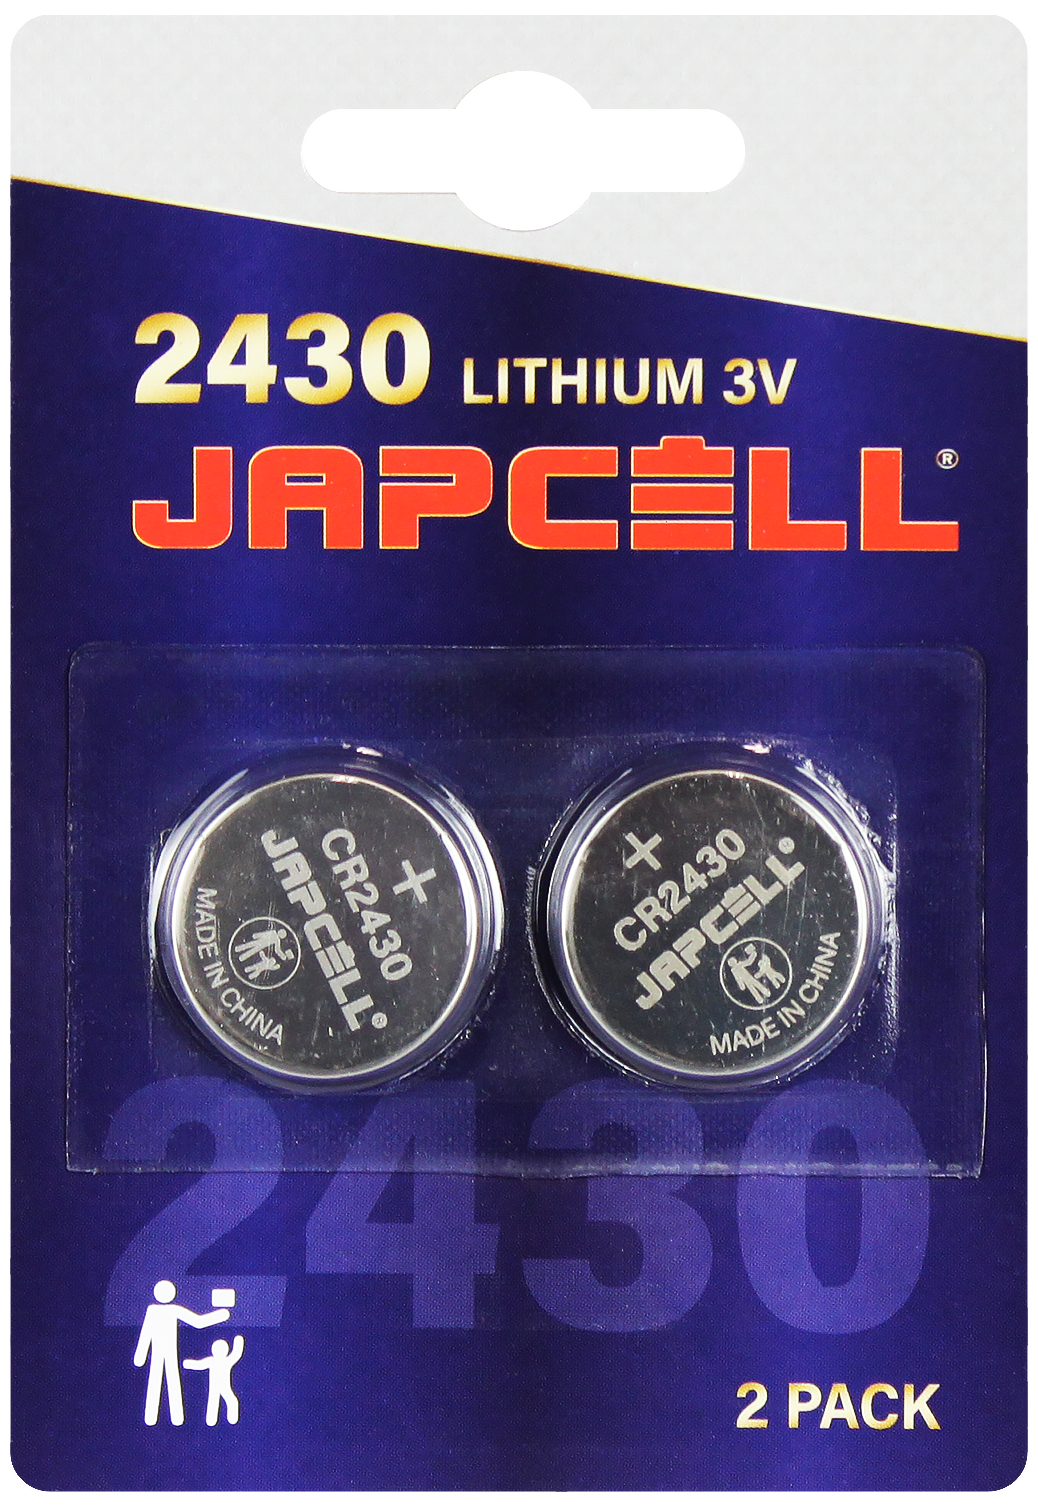 2430 LITHIUM 3V
JAPCELL®
+
CR2430
JAPCELL®
MADE IN CHINA
+
CR2430
JAPCELL®
MADE IN CHINA
2430
2 PACK